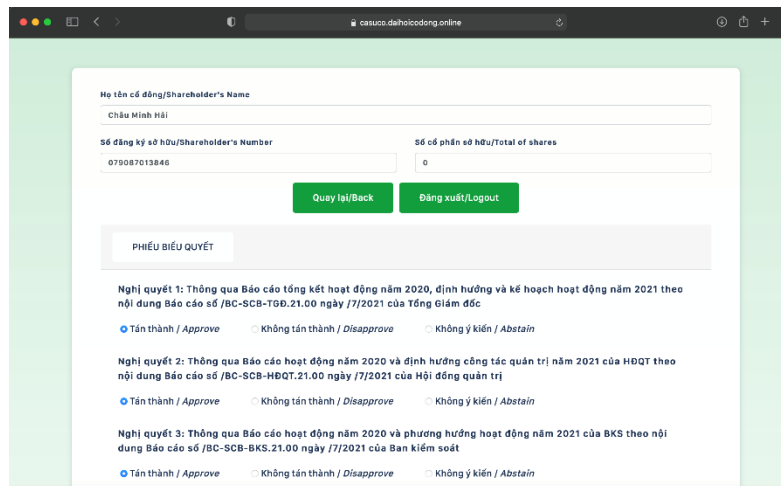 casuco.daihoicodong.online
Họ tên cổ đông/Shareholder's Name
Châu Minh Hải
Số đăng ký sở hữu/Shareholder's Number
Số cổ phần sở hữu/Total of shares
079087013846
0
Quay lại/Back
Đăng xuất/Logout
PHIẾU BIỂU QUYẾT
Nghị quyết 1: Thông qua Báo cáo tổng kết hoạt động năm 2020, định hướng và kế hoạch hoạt động năm 2021 theo
nội dung Báo cáo số /BC-SCB-TGĐ.21.00 ngày /7/2021 của Tổng Giám đốc
Tán thành / Approve
Không tán thành / Disapprove
Không ý kiến / Abstain
Nghị quyết 2: Thông qua Báo cáo hoạt động năm 2020 và định hướng công tác quản trị năm 2021 của HĐQT theo
nội dung Báo cáo số /BC-SCB-HĐQT.21.00 ngày /7/2021 của Hội đồng quản trị
Tán thành / Approve
Không tán thành / Disapprove
Không ý kiến / Abstain
Nghị quyết 3: Thông qua Báo cáo hoạt động năm 2020 và phương hướng hoạt động năm 2021 của BKS theo nội
dung Báo cáo số /BC-SCB-BKS.21.00 ngày /7/2021 của Ban kiểm soát
Tán thành / Approve
Không tán thành / Disapprove
Không ý kiến / Abstain